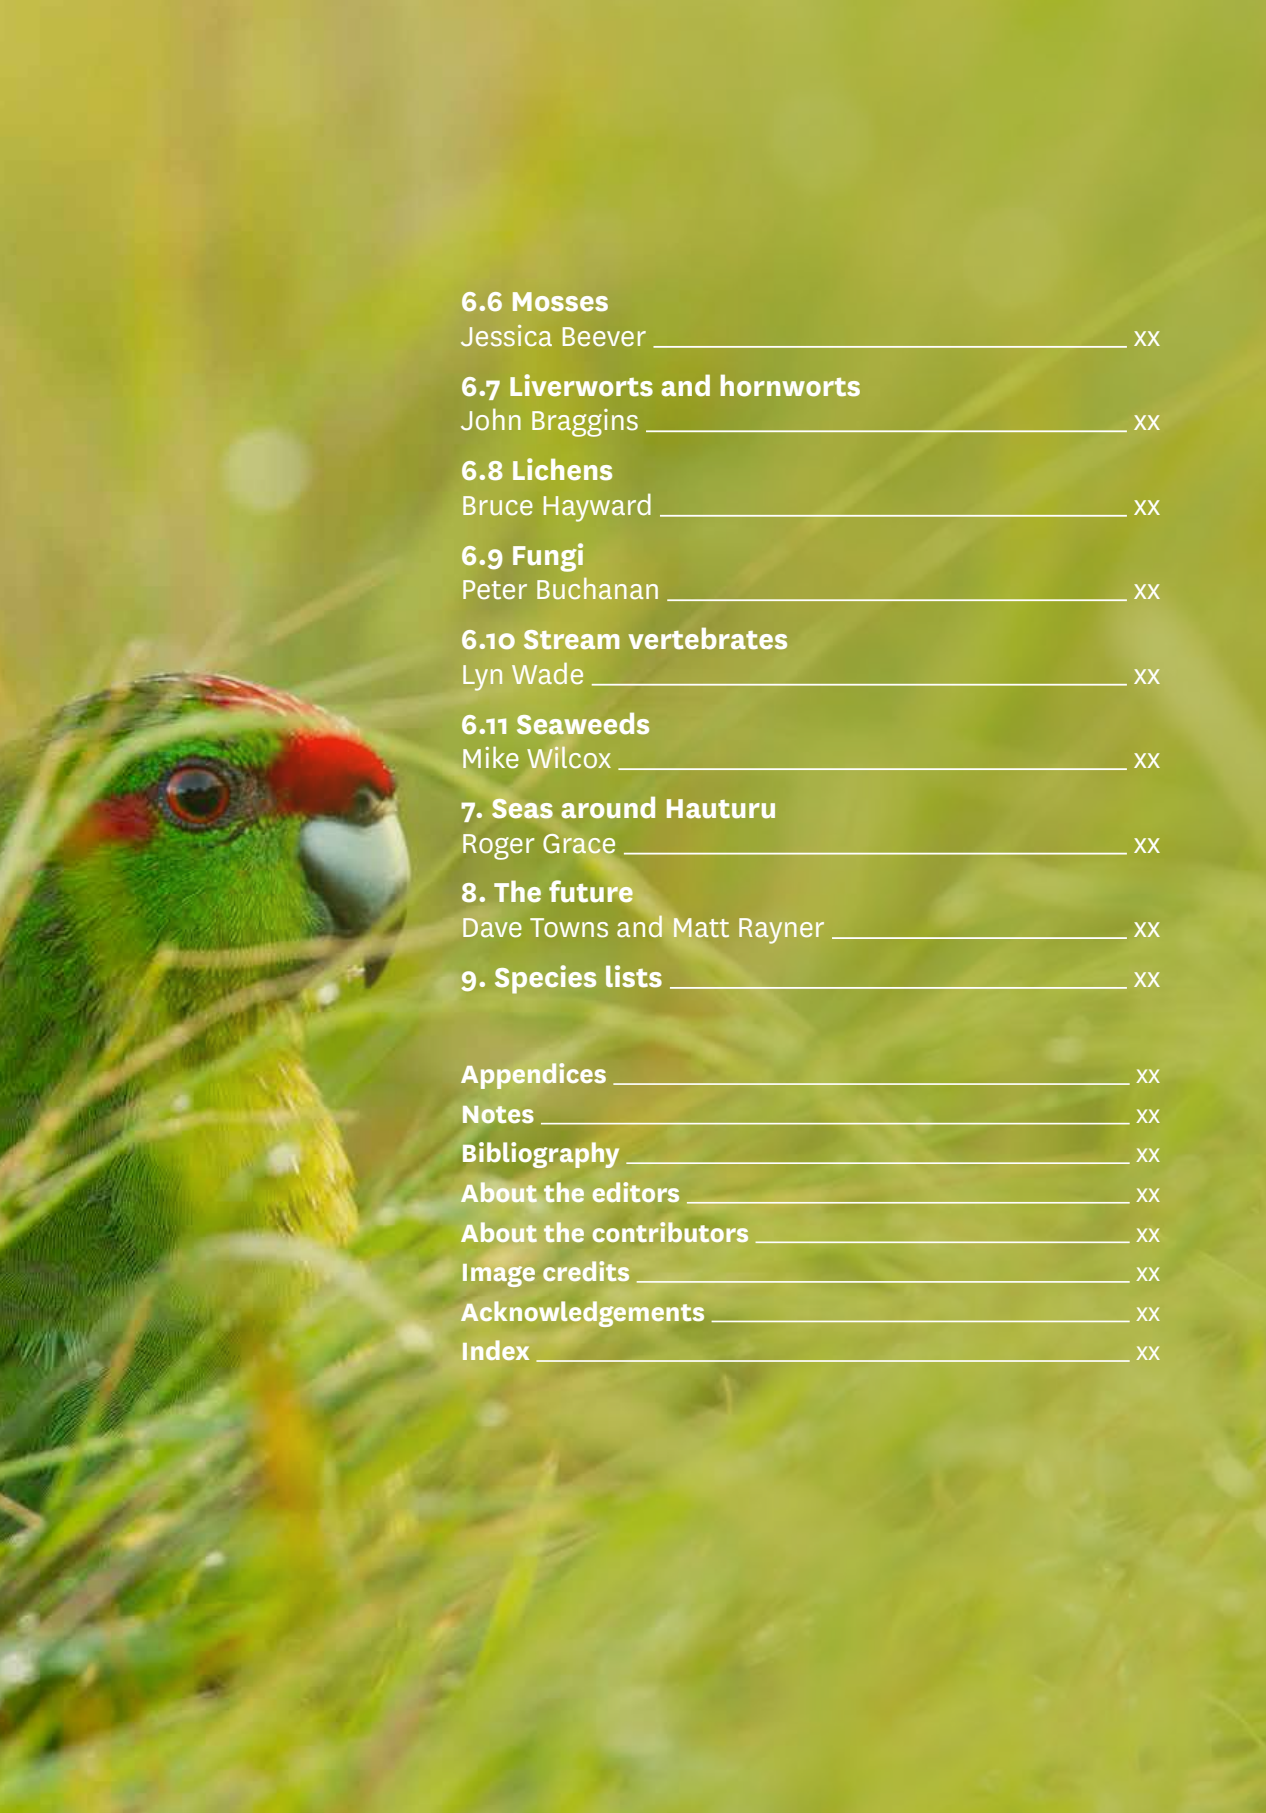 6.6 Mosses
Jessica Beever xx
6.7 Liverworts and hornworts
John Braggins xx
6.8 Lichens
Bruce Hayward xx
6.9 Fungi
Peter Buchanan xx
6.10 Stream vertebrates
Lyn Wade xx
6.11 Seaweeds
Mike Wilcox xx
7. Seas around Hauturu
Roger Grace xx
8. The future
Dave Towns and Matt Rayner xx
9. Species lists xx
Appendices xx
Notes xx
Bibliography xx
About the editors xx
About the contributors xx
Image credits xx
Acknowledgements xx
Index xx